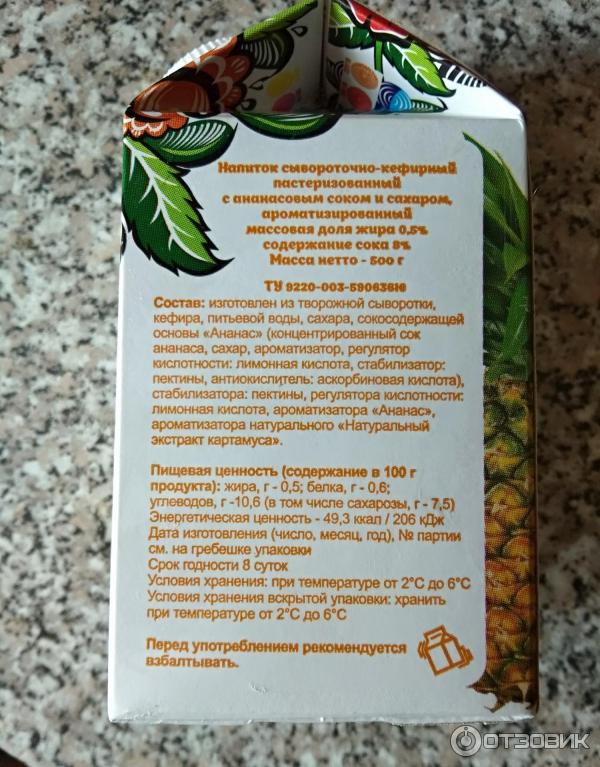 Напиток сывороточно-кефирный
пастеризованный
с ананасовым соком и сахаром,
ароматизированный
массовая доля жира 0,5%
содержание сока 8%
Масса нетто - 500 г
ТУ 9220-003-59063610
Состав: изготовлен из творожной сыворотки,
кефира, питьевой воды, сахара, сокосодержащей
основы «Ананас» (концентрированный сок
ананаса, сахар, ароматизатор, регулятор
кислотности: лимонная кислота, стабилизатор:
пектины, антиокислитель: аскорбиновая кислота),
стабилизатора: пектины, регулятора кислотности:
лимонная кислота, ароматизатора «Ананас»,
ароматизатора натурального «Натуральный
экстракт картамуса».
Пищевая ценность (содержание в 100 г
продукта): жира, г - 0,5; белка, г - 0,6;
углеводов, г -10,6 (в том числе сахарозы, г - 7,5)
Энергетическая ценность - 49,3 ккал / 206 кДж
Дата изготовления (число, месяц, год), № партии
см. на гребешке упаковки
Срок годности 8 суток
Условия хранения: при температуре от 2°С до 6°С
Условия хранения вскрытой упаковки: хранить
при температуре от 2°С до 6°С
Перед употреблением рекомендуется
взбалтывать.
ОТЗОВИК